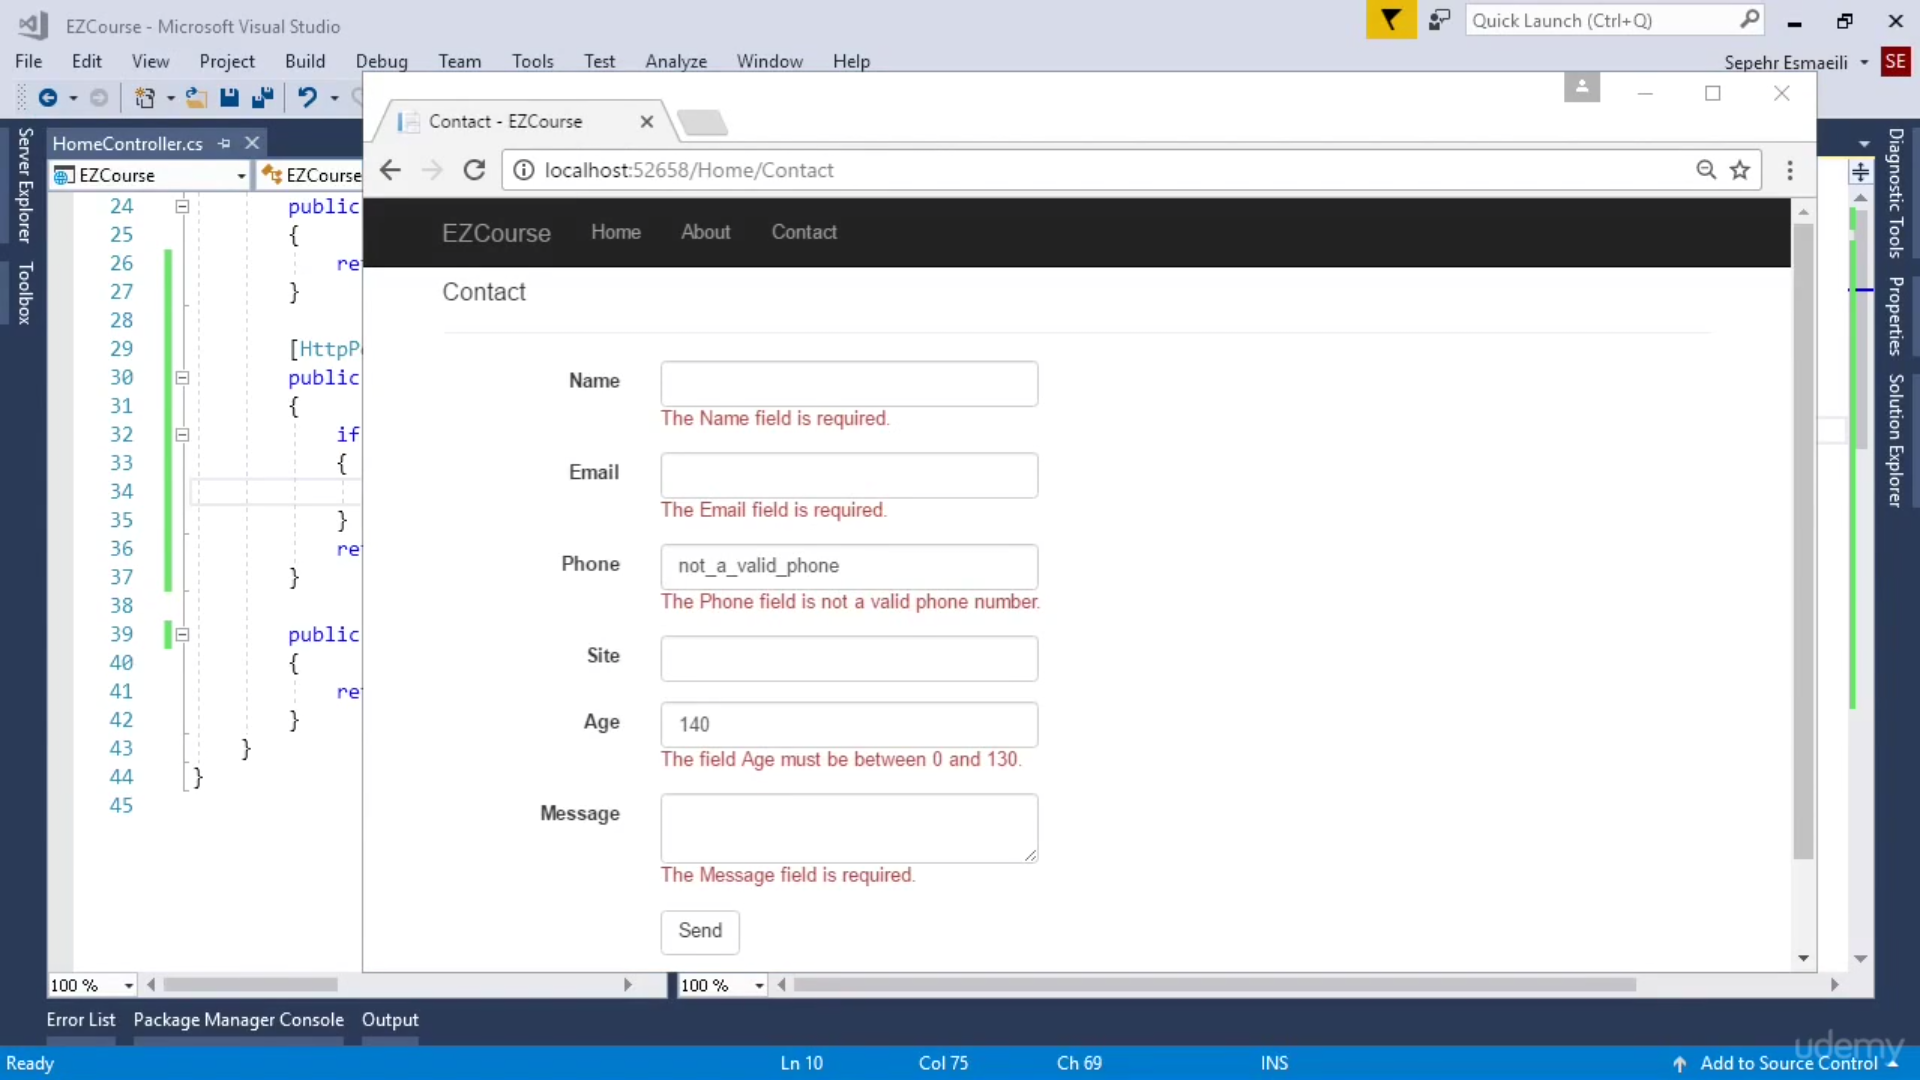 EZCourse - Microsoft Visual Studio
Quick Launch (Ctrl+Q)
File Edit View Project Build Debug Team Tools Test Analyze Window Help
Sepehr Esmaeili SE
Contact - EZCourse
HomeController.cs
localhost:52658/Home/Contact
EZCourse EZCourse
Server Explorer
Toolbox
Diagnostic Tools
Properties
Solution Explorer
24 public
25 {
26 re
27 }
28
29 [HttpP
30 public
31 {
32 if
33 {
34
35 }
36 re
37 }
38
39 public
40 {
41 re
42 }
43 }
44 }
45
EZCourse Home About Contact
Contact
Name
The Name field is required.
Email
The Email field is required.
Phone not_a_valid_phone
The Phone field is not a valid phone number.
Site
Age 140
The field Age must be between 0 and 130.
Message
The Message field is required.
Send
100 % 100 %
Error List Package Manager Console Output
udemy
Ready Ln 10 Col 75 Ch 69 INS Add to Source Control